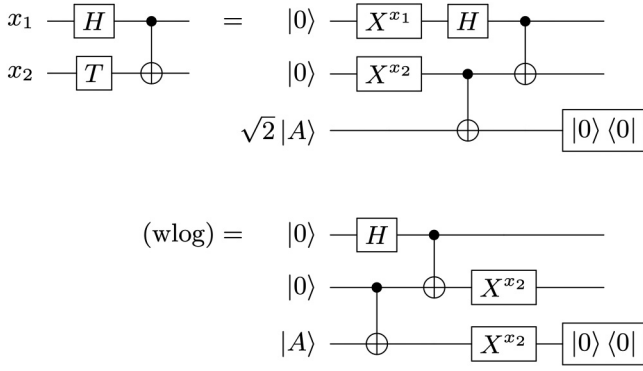 x₁ H = |0⟩ X^{x₁} H
x₂ T |0⟩ X^{x₂}
√2 |A⟩ |0⟩ ⟨0|
(wlog) = |0⟩ H
|0⟩ X^{x₂}
|A⟩ X^{x₂} |0⟩ ⟨0|